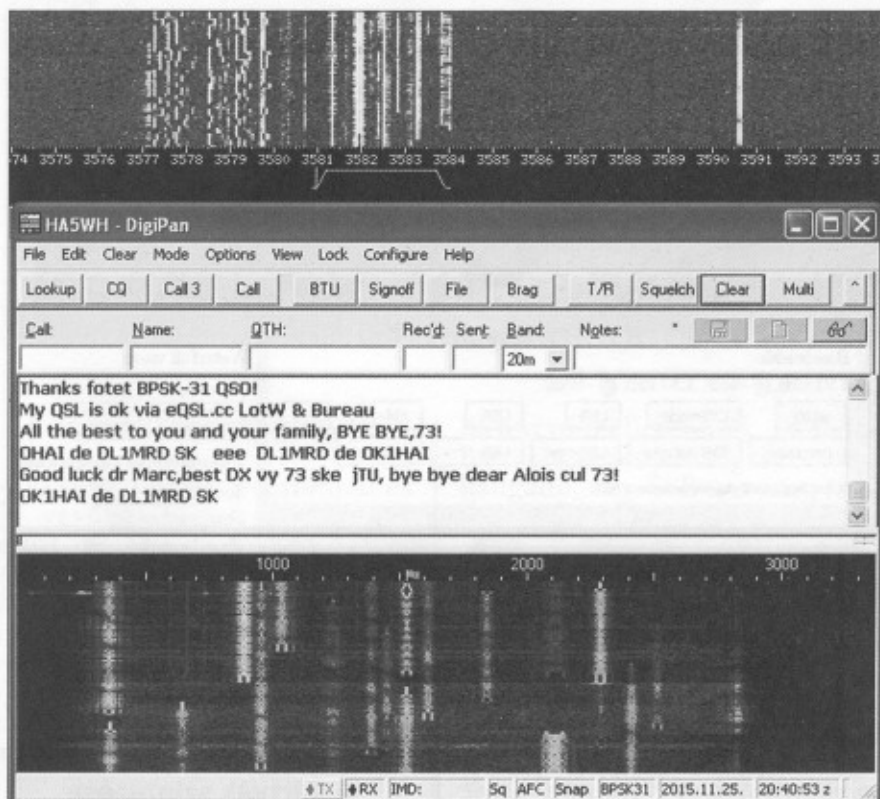 74 3575 3576 3577 3578 3579 3580 3581 3582 3583 3584 3585 3586 3587 3588 3589 3590 3591 3592 3593 3
HA5WH - DigiPan
File Edit Clear Mode Options View Lock Configure Help
Lookup CQ Call 3 Call BTU Signoff File Brag T/R Squelch Clear Multi ^
Call: Name: QTH: Rec'd: Sent: Band: Notes: *
20m
Thanks fotet BPSK-31 QSO!
My QSL is ok via eQSL.cc LotW & Bureau
All the best to you and your family, BYE BYE,73!
OHAI de DL1MRD SK eee DL1MRD de OK1HAI
Good luck dr Marc,best DX vy 73 ske jTU, bye bye dear Alois cul 73!
OK1HAI de DL1MRD SK
1000 2000 3000
Rx
TX RX IMD: Sq AFC Snap BPSK31 2015.11.25. 20:40:53 z